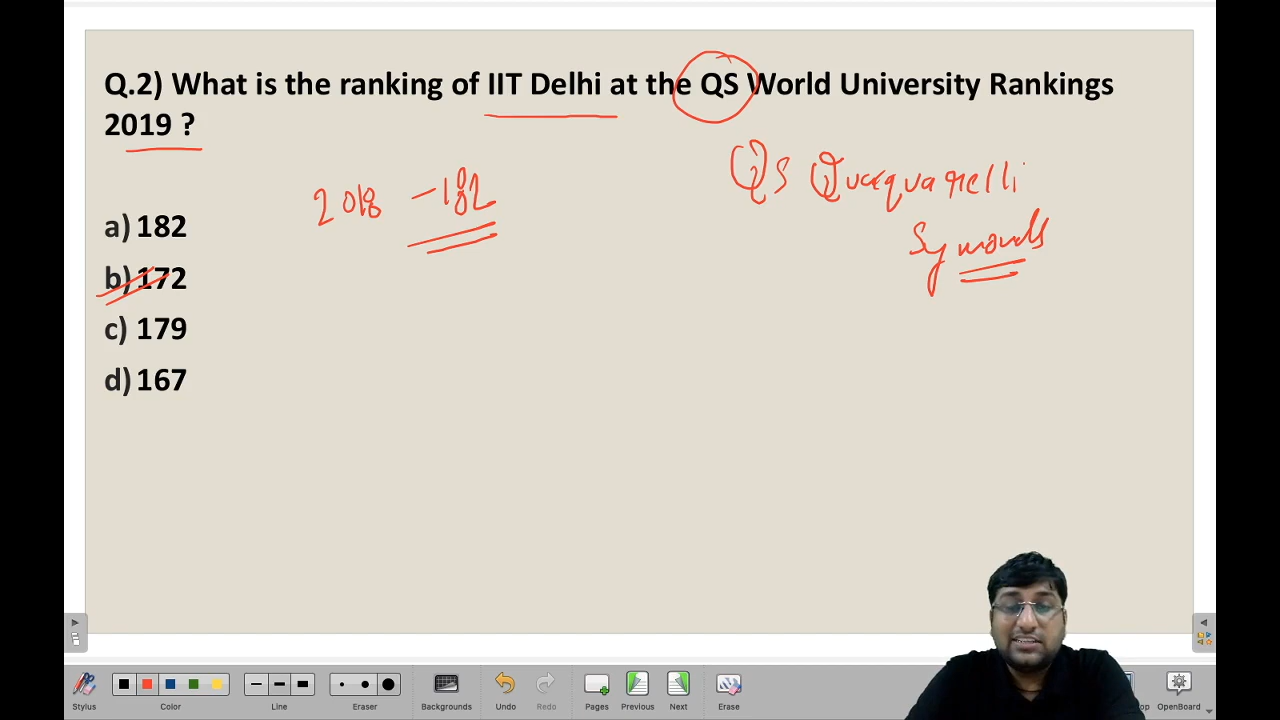 Q.2) What is the ranking of IIT Delhi at the QS World University Rankings
2019 ?
QS Quacquarelli
Symonds
2018 - 182
a) 182
b) 172
c) 179
d) 167
Stylus
Color
Line
Eraser
Backgrounds
Undo
Redo
Pages
Previous
Next
Erase
OpenBoard